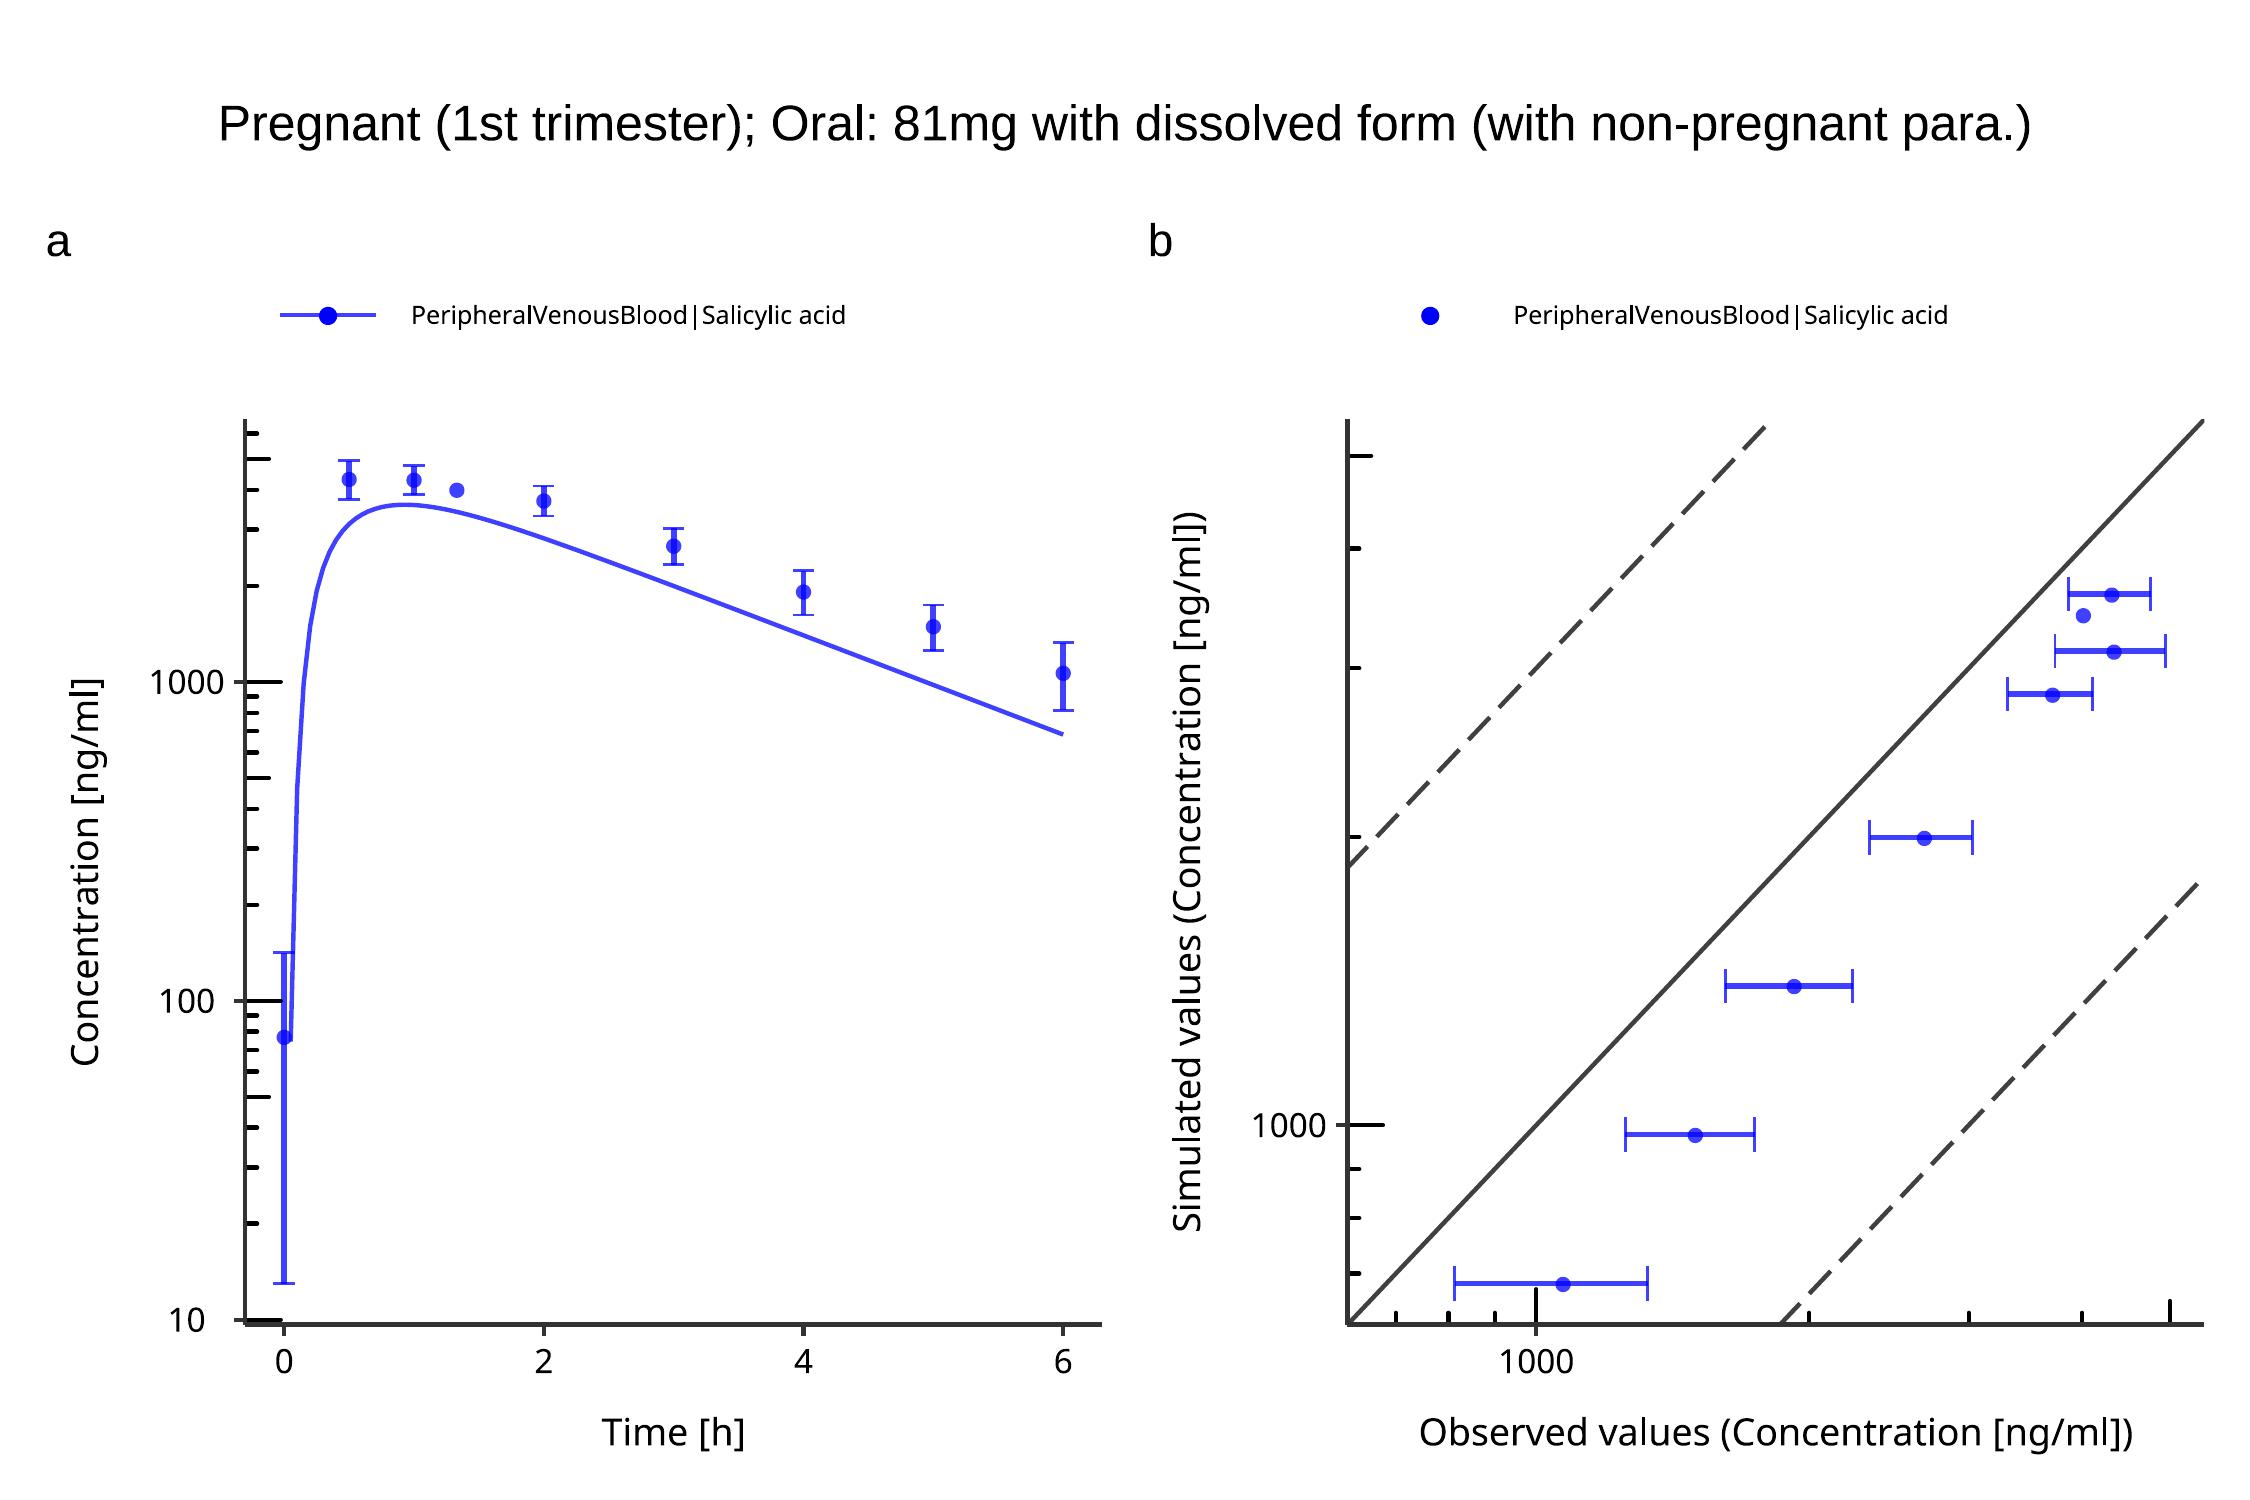 Pregnant (1st trimester); Oral: 81mg with dissolved form (with non-pregnant para.)
a
PeripheralVenousBlood|Salicylic acid
Concentration [ng/ml]
1000
100
10
0 2 4 6
Time [h]
b
PeripheralVenousBlood|Salicylic acid
Simulated values (Concentration [ng/ml])
1000
1000
Observed values (Concentration [ng/ml])